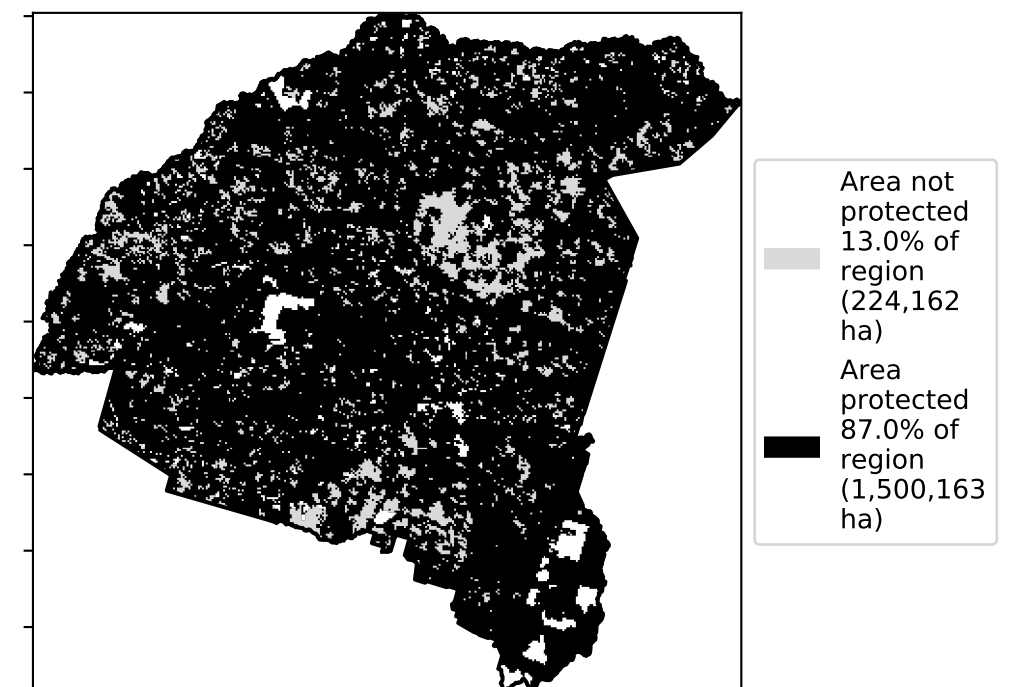 Area not
protected
13.0% of
region
(224,162
ha)
Area
protected
87.0% of
region
(1,500,163
ha)